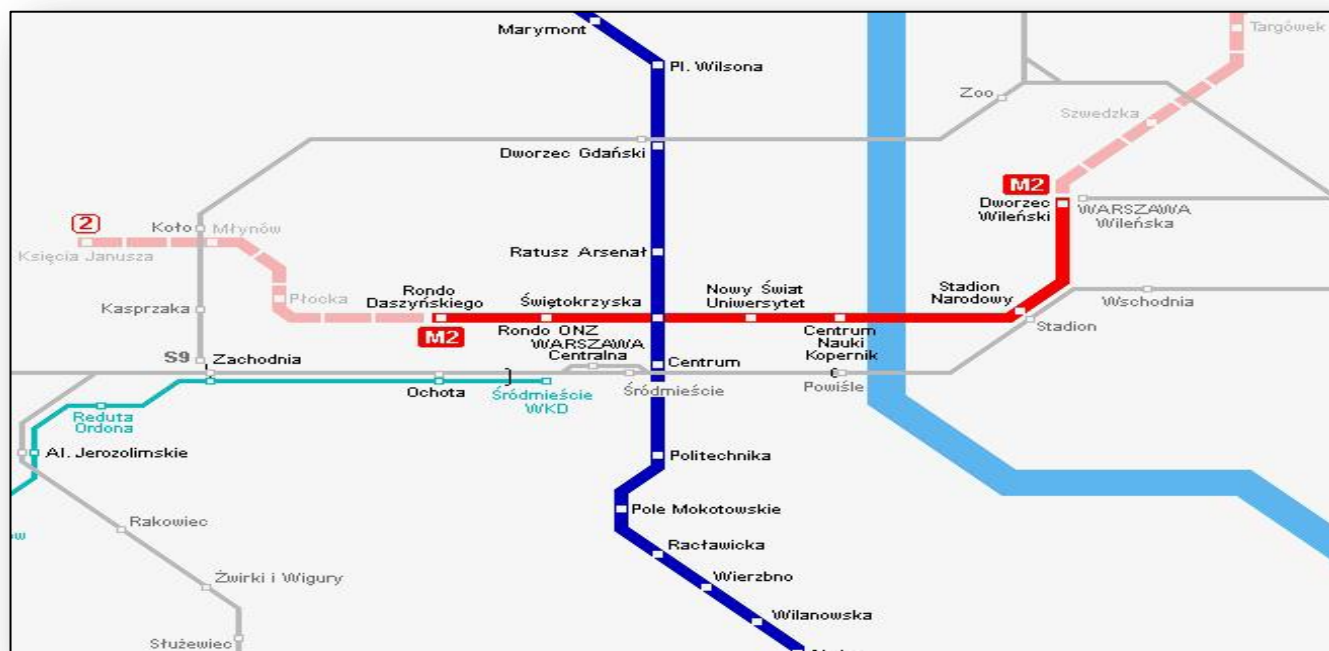 Marymont
Targówek
Pl. Wilsona
Zoo
Szwedzka
Dworzec Gdański
M2
Dworzec
Wileński
WARSZAWA
Wileńska
2
Koło
Młynów
Księcia Janusza
Ratusz Arsenał
Rondo
Daszyńskiego
Płocka
Kasprzaka
Świętokrzyska
Nowy Świat
Uniwersytet
Stadion
Narodowy
Wschodnia
M2
Rondo ONZ
Centrum
Nauki
Kopernik
Stadion
WARSZAWA
Centralna
S9
Zachodnia
Centrum
Ochota
Śródmieście
WKD
Śródmieście
Powiśle
Reduta
Ordona
Al. Jerozolimskie
Politechnika
Pole Mokotowskie
Rakowiec
ow
Racławicka
Żwirki i Wigury
Wierzbno
Wilanowska
Służewiec